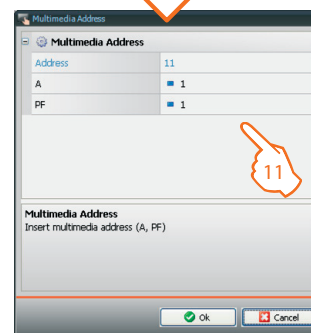 Multimedia Address
Multimedia Address
Address 11
A 1
PF 1
11
Multimedia Address
Insert multimedia address (A, PF)
Ok Cancel